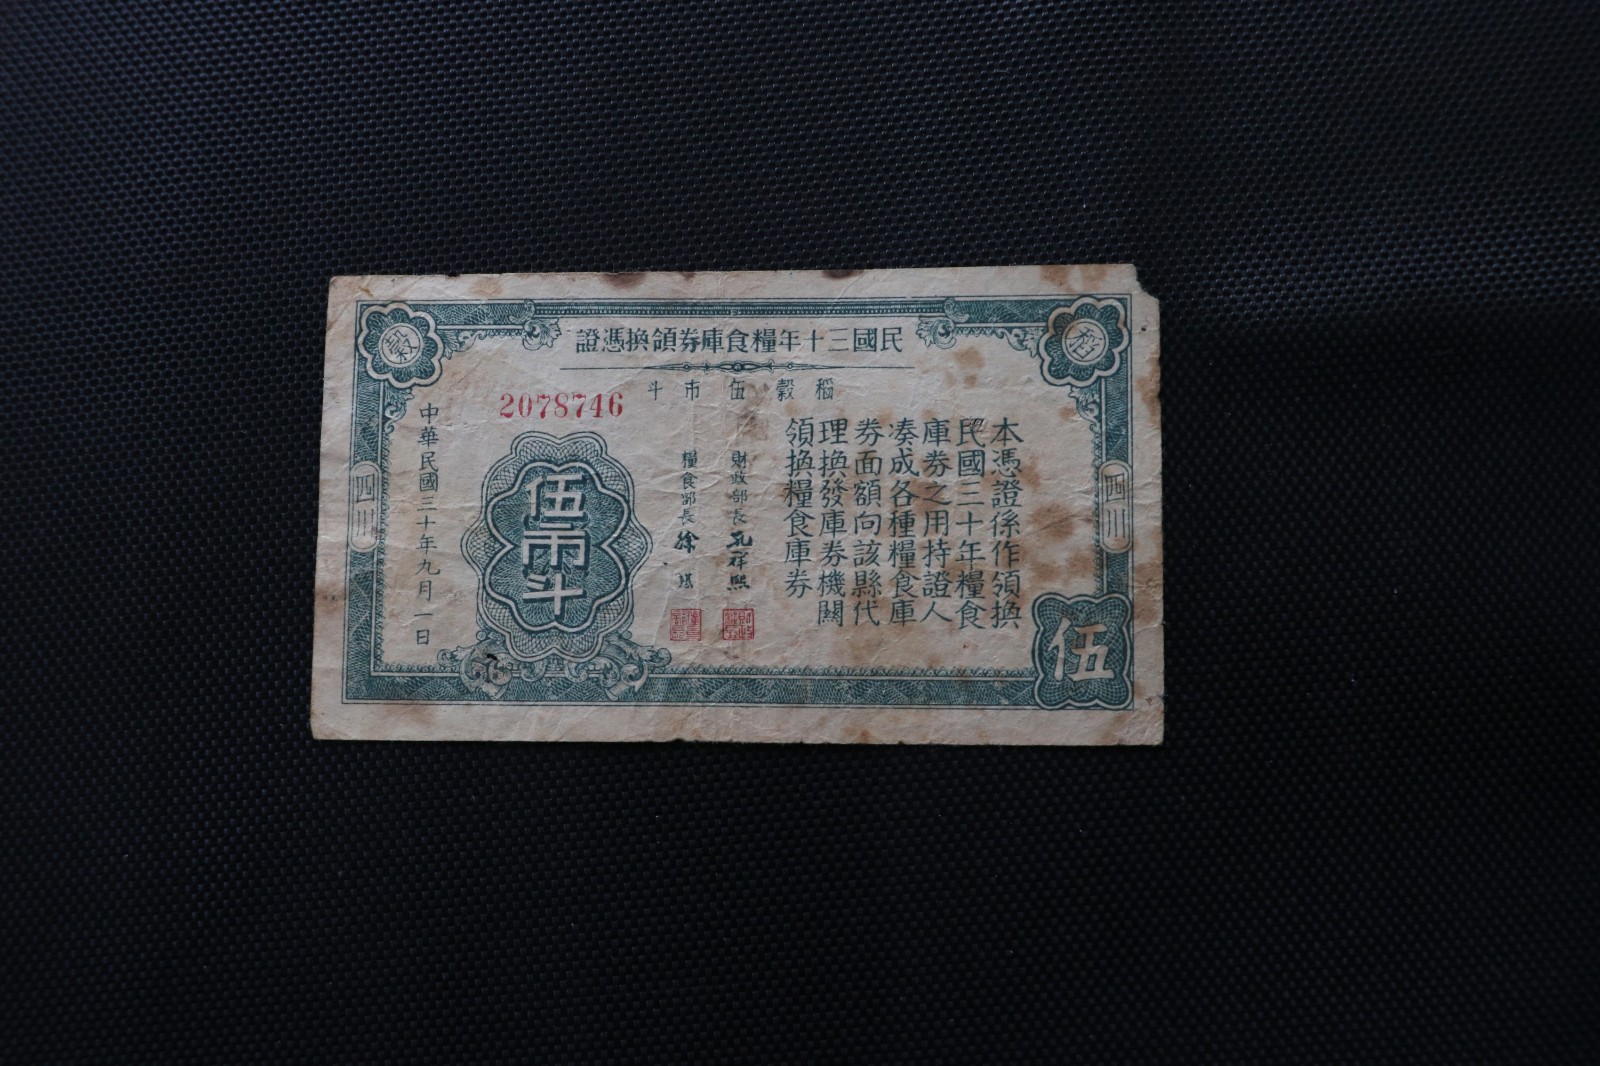 民國三十年糧食庫券領換憑證
稻穀伍市斗
稻
穀
2078746
本憑證係作領換
民國三十年糧食
庫券之用持證人
凑成各種糧食庫
券面額向該縣代
理換發庫券機關
領換糧食庫券
財政部長孔祥熙
糧食部長徐堪
伍市斗
中華民國三十年九月一日
四川
四川
伍